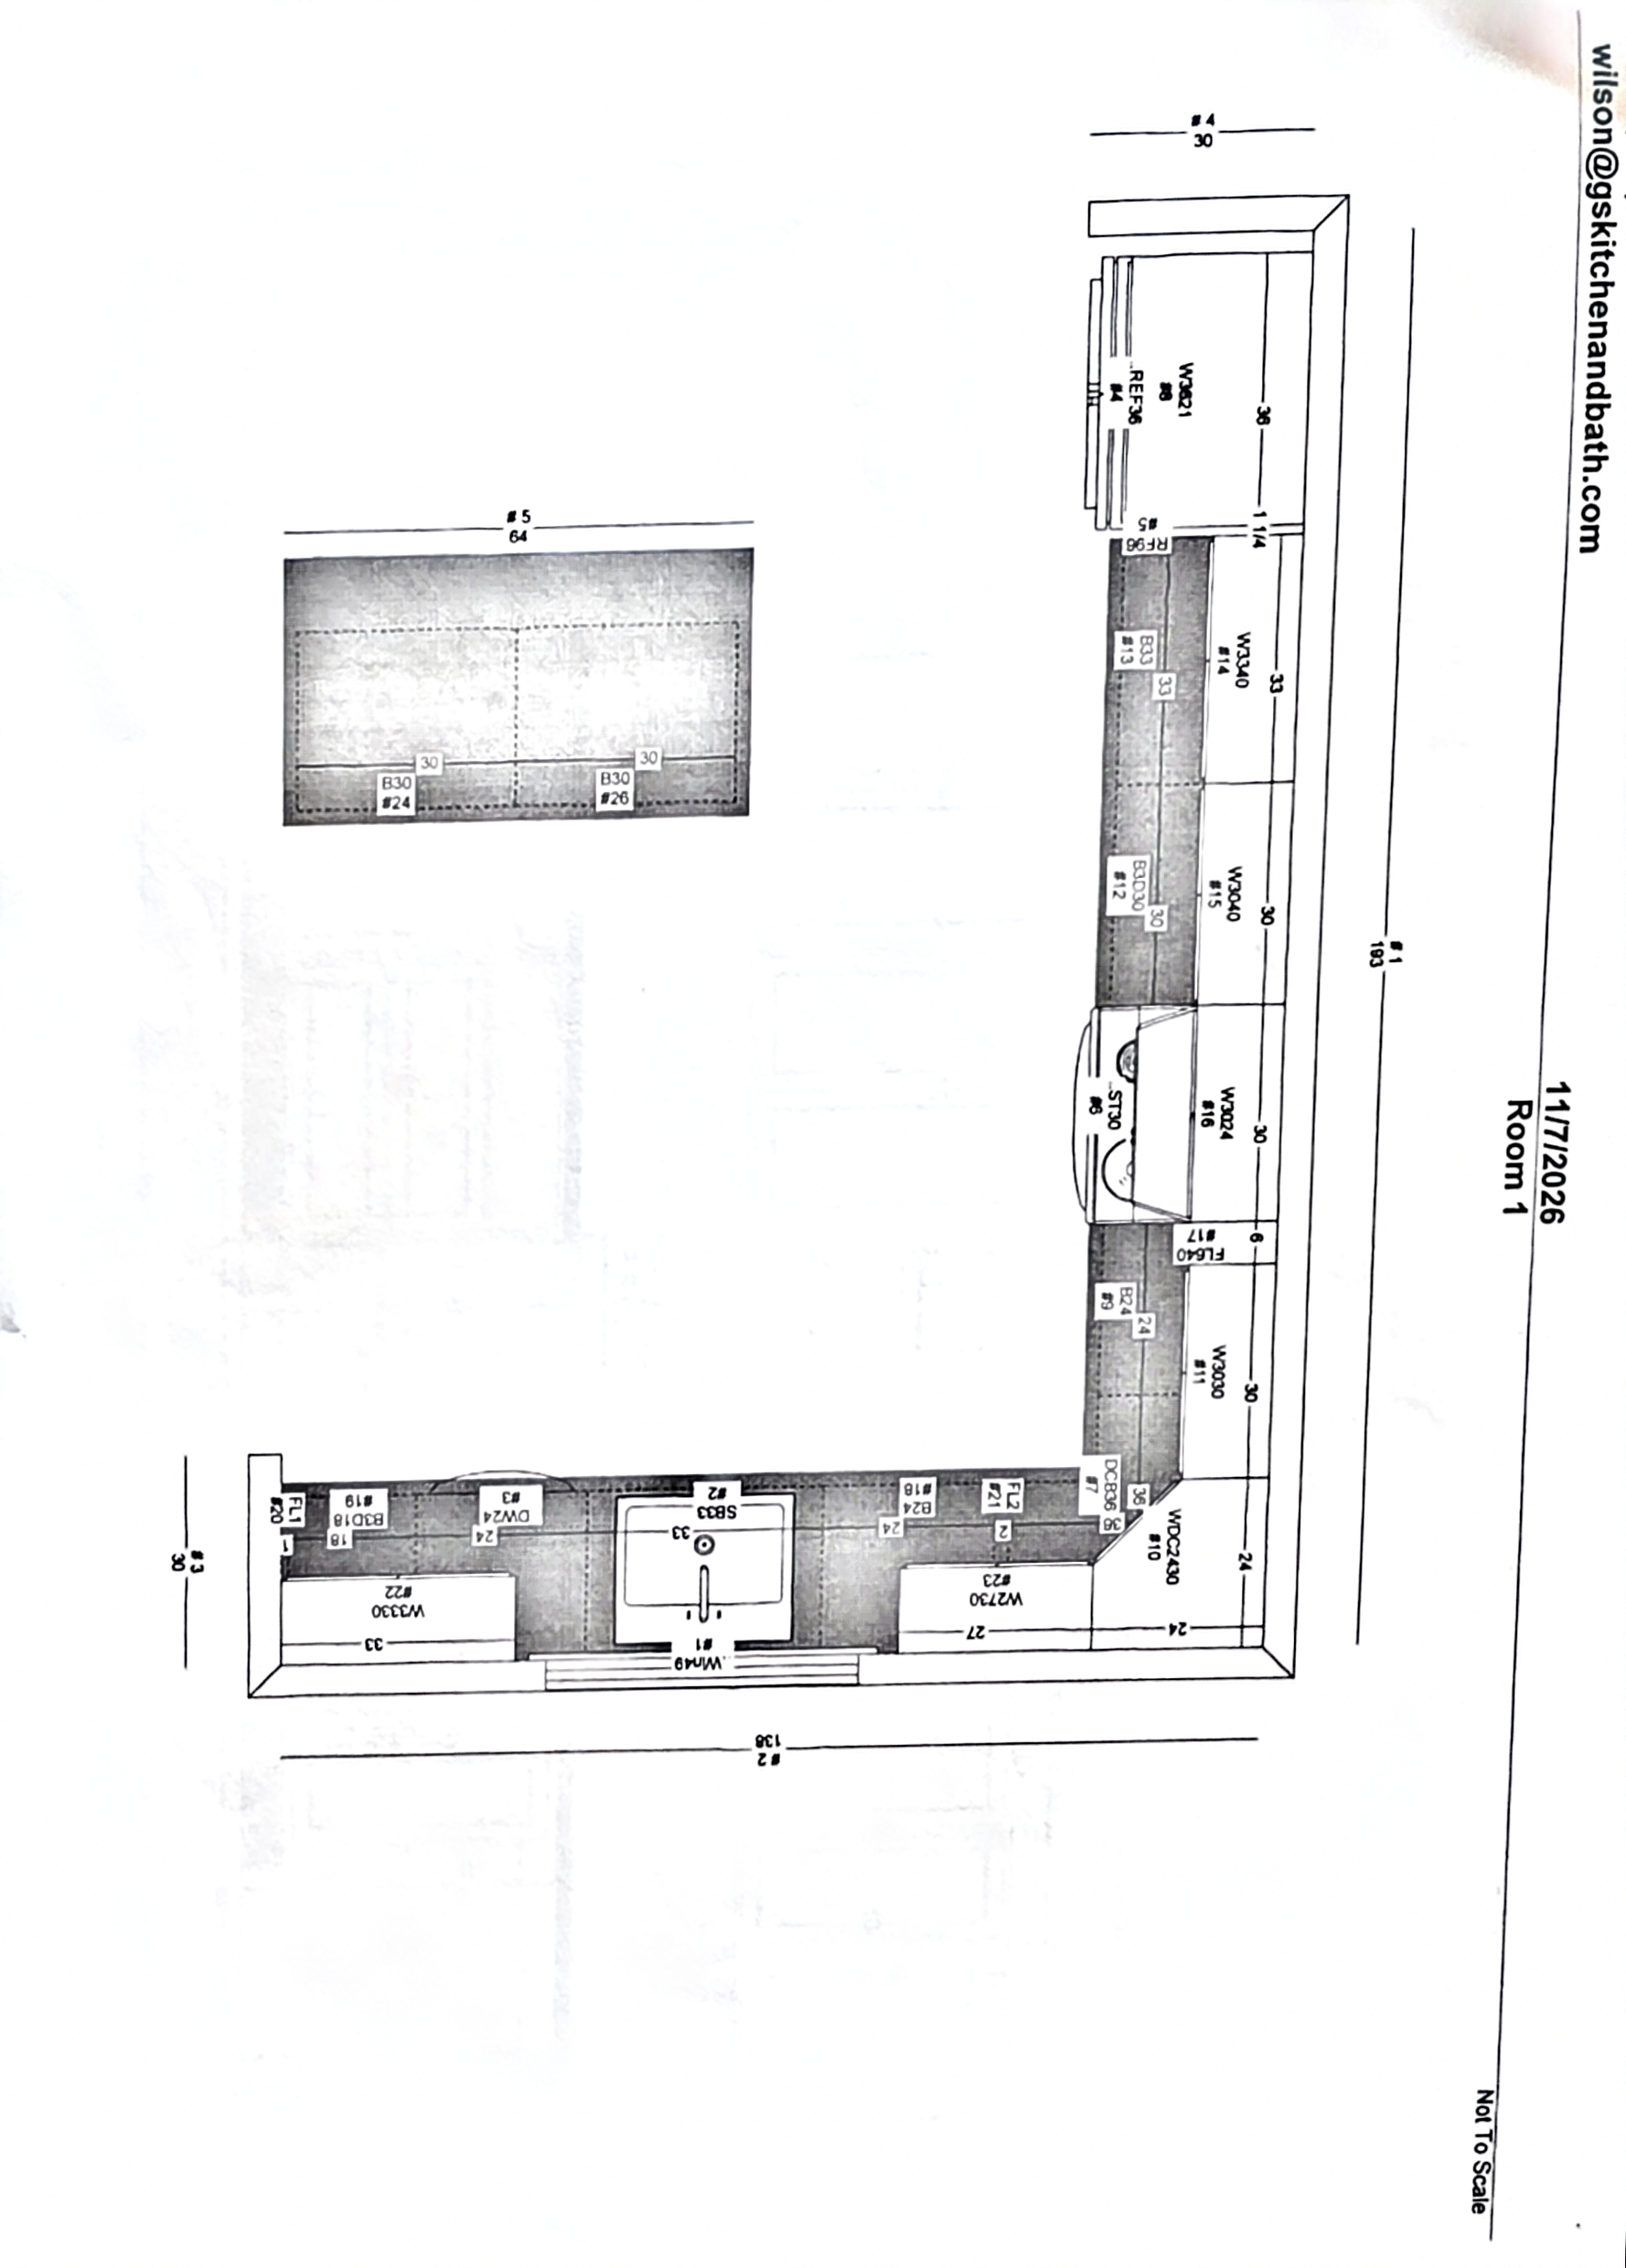 wilson@gskitchenandbath.com
11/7/2026
Room 1
Not To Scale
# 1
193
# 4
30
36
1 1/4
33
30
30
6
30
24
W3621
#8
..REF36
#4
RF96
#5
W3340
#14
B33
#13
33
W3040
#15
B3D30
#12
30
W3024
#16
..ST30
#6
FL640
#17
B24
#9
24
W3030
#11
DCB36
#7
36
36
WDC2430
#10
24
27
W2730
#23
FL2
#21
2
B24
#18
24
SB33
#2
33
..Win49
#1
DW24
#3
24
B3D18
#19
18
FL1
#20
1
W3330
#22
33
# 3
30
138
# 2
# 5
64
30
B30
#24
30
B30
#26